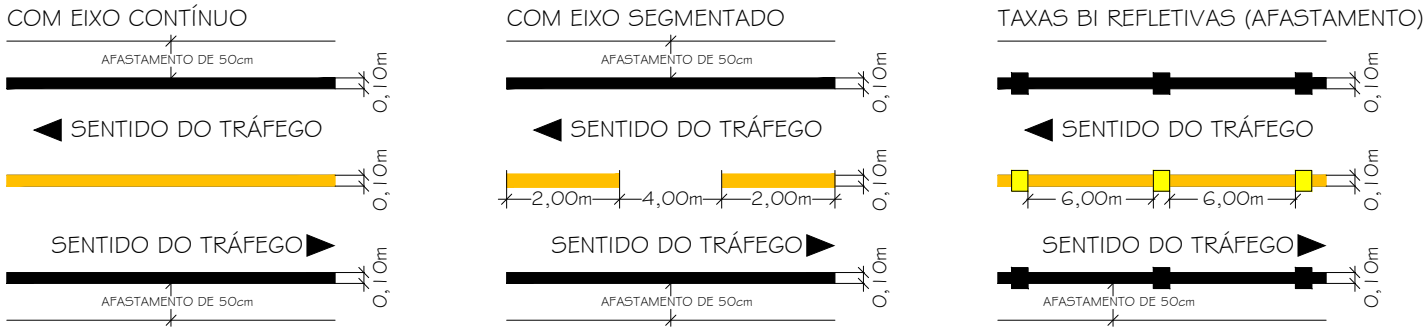 COM EIXO CONTÍNUO
AFASTAMENTO DE 50cm
0,10m
SENTIDO DO TRÁFEGO
0,10m
SENTIDO DO TRÁFEGO
0,10m
AFASTAMENTO DE 50cm
COM EIXO SEGMENTADO
AFASTAMENTO DE 50cm
0,10m
SENTIDO DO TRÁFEGO
2,00m 4,00m 2,00m
0,10m
SENTIDO DO TRÁFEGO
0,10m
AFASTAMENTO DE 50cm
TAXAS BI REFLETIVAS (AFASTAMENTO)
0,10m
SENTIDO DO TRÁFEGO
6,00m 6,00m
0,10m
SENTIDO DO TRÁFEGO
0,10m
AFASTAMENTO DE 50cm